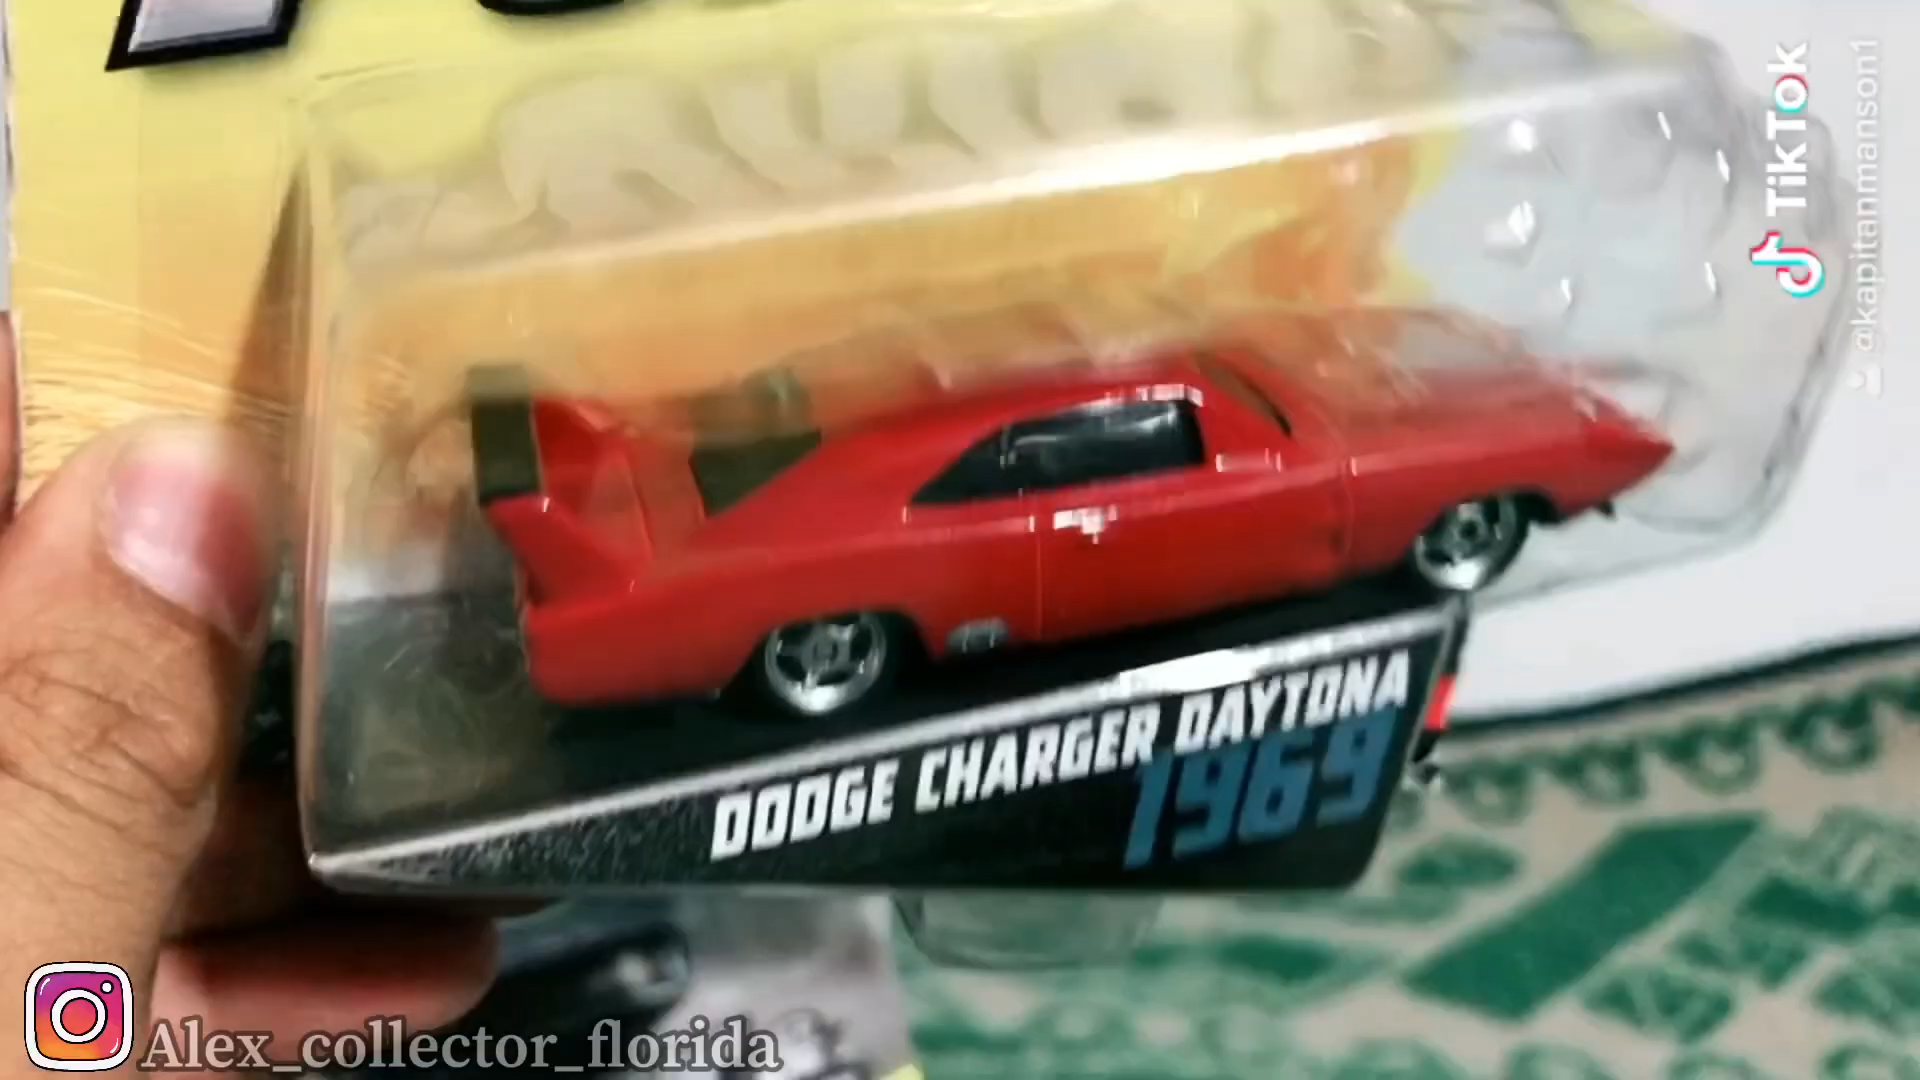 TikTok
@kapitanmanson1
DODGE CHARGER DAYTONA
1969
Alex_collector_florida